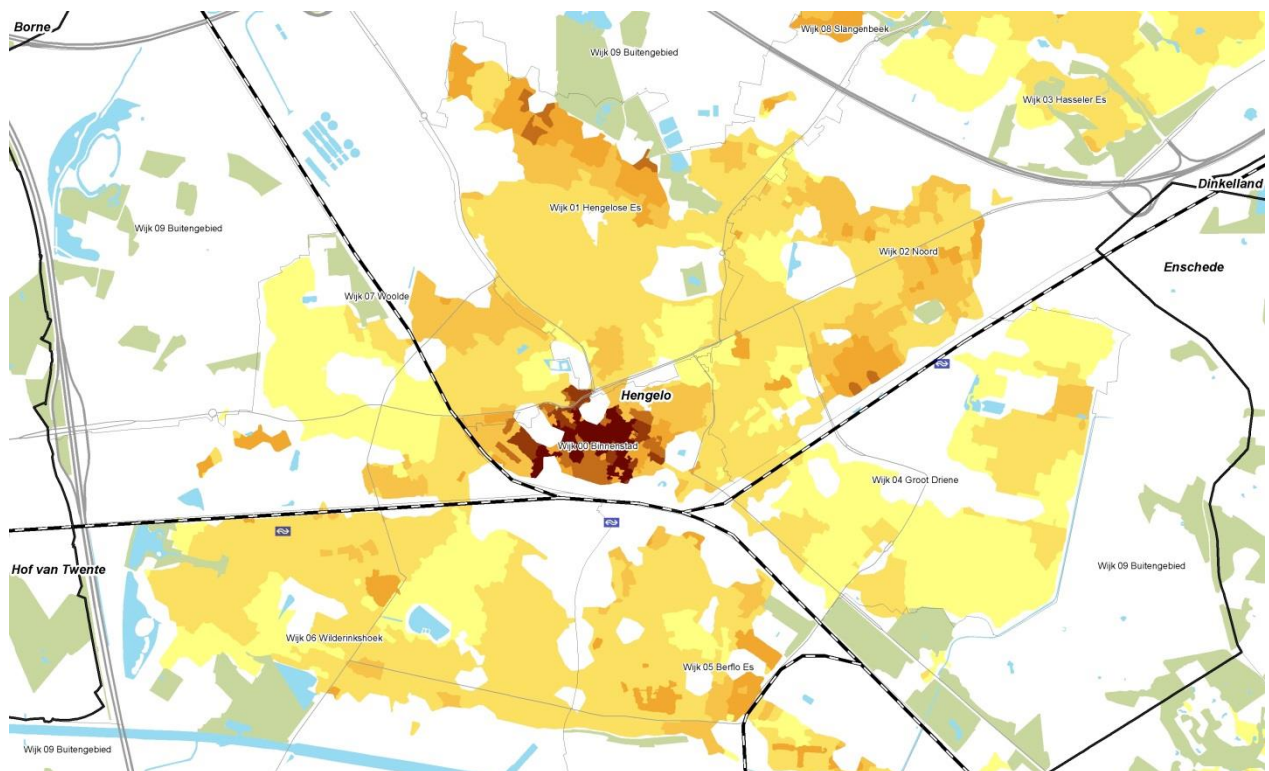 Borne
Wijk 08 Slangenbeek
Wijk 09 Buitengebied
Wijk 03 Hasseler Es
Dinkelland
Wijk 01 Hengelose Es
Wijk 09 Buitengebied
Wijk 02 Noord
Enschede
Wijk 07 Woolde
Hengelo
Wijk 00 Binnenstad
Wijk 04 Groot Driene
Hof van Twente
Wijk 09 Buitengebied
Wijk 06 Wilderinkshoek
Wijk 05 Berflo Es
Wijk 09 Buitengebied